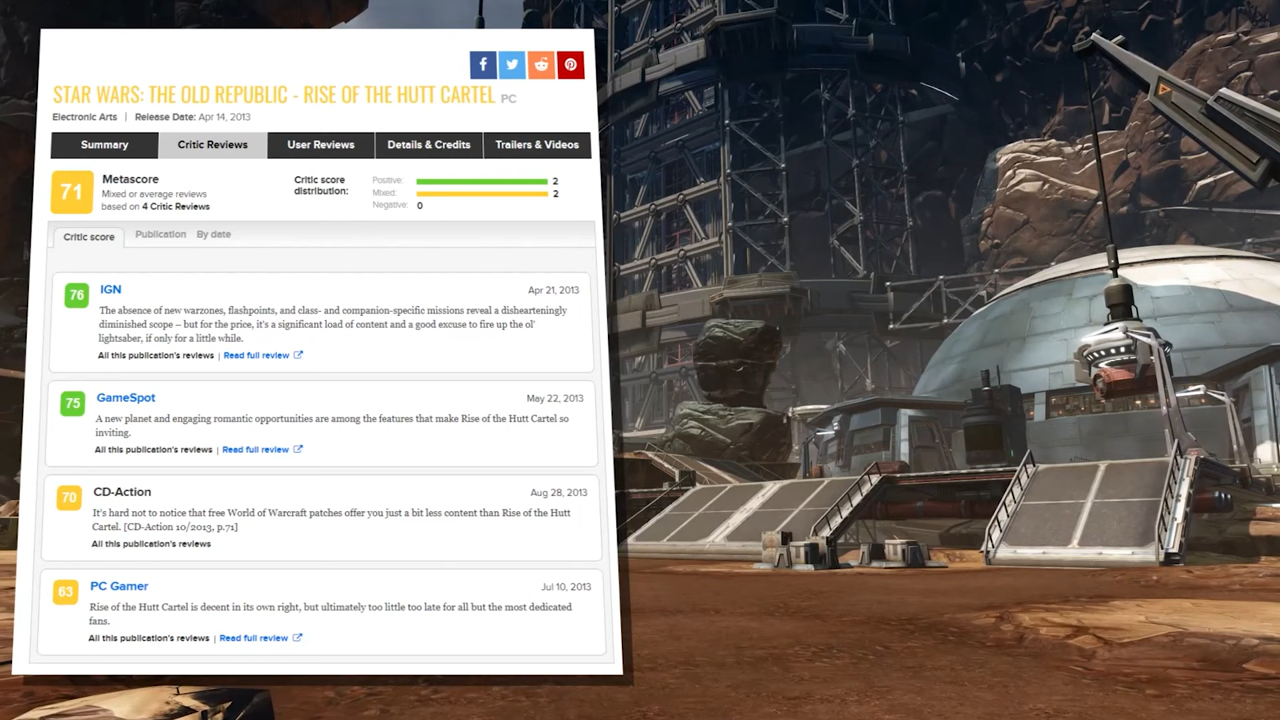 STAR WARS: THE OLD REPUBLIC - RISE OF THE HUTT CARTEL PC
Electronic Arts | Release Date: Apr 14, 2013
Summary Critic Reviews User Reviews Details & Credits Trailers & Videos
71 Metascore
Mixed or average reviews
based on 4 Critic Reviews
Critic score
distribution:
Positive: 2
Mixed: 2
Negative: 0
Critic score Publication By date
76 IGN Apr 21, 2013
The absence of new warzones, flashpoints, and class- and companion-specific missions reveal a dishearteningly
diminished scope – but for the price, it's a significant load of content and a good excuse to fire up the ol'
lightsaber, if only for a little while.
All this publication's reviews | Read full review
75 GameSpot May 22, 2013
A new planet and engaging romantic opportunities are among the features that make Rise of the Hutt Cartel so
inviting.
All this publication's reviews | Read full review
70 CD-Action Aug 28, 2013
It's hard not to notice that free World of Warcraft patches offer you just a bit less content than Rise of the Hutt
Cartel. [CD-Action 10/2013, p.71]
All this publication's reviews
63 PC Gamer Jul 10, 2013
Rise of the Hutt Cartel is decent in its own right, but ultimately too little too late for all but the most dedicated
fans.
All this publication's reviews | Read full review